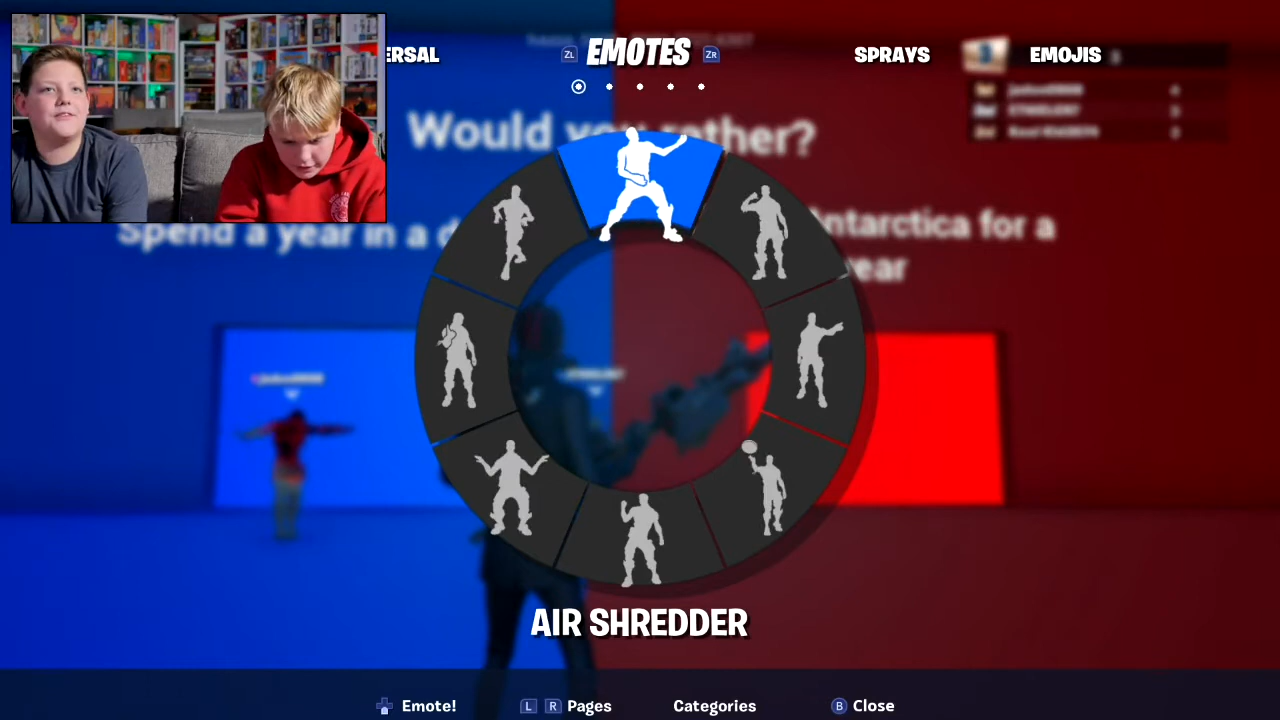 ERSAL
ZL EMOTES ZR
SPRAYS
EMOJIS
Would you rather?
Spend a year in a d
Antarctica for a
year
AIR SHREDDER
Emote!
L R Pages
Categories
B Close